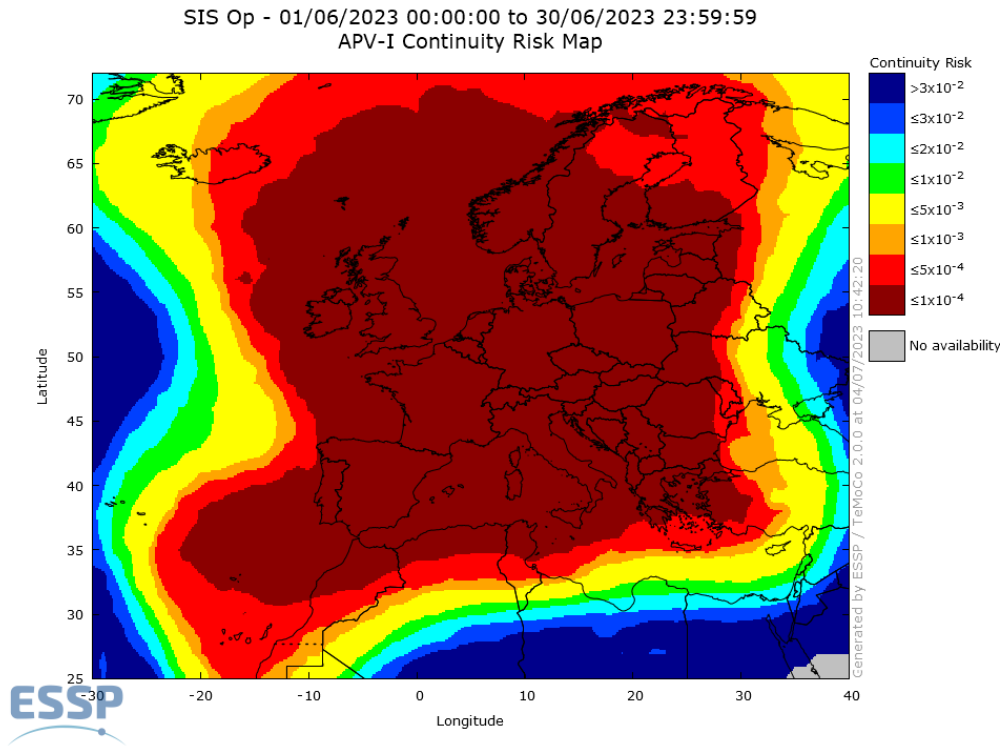 SIS Op - 01/06/2023 00:00:00 to 30/06/2023 23:59:59
APV-I Continuity Risk Map
Continuity Risk
>3x10⁻²
≤3x10⁻²
≤2x10⁻²
≤1x10⁻²
≤5x10⁻³
≤1x10⁻³
≤5x10⁻⁴
≤1x10⁻⁴
No availability
Latitude
70
65
60
55
50
45
40
35
30
25
-30 -20 -10 0 10 20 30 40
Longitude
Generated by ESSP / TeMoCo 2.0.0 at 04/07/2023 10:42:20
ESSP